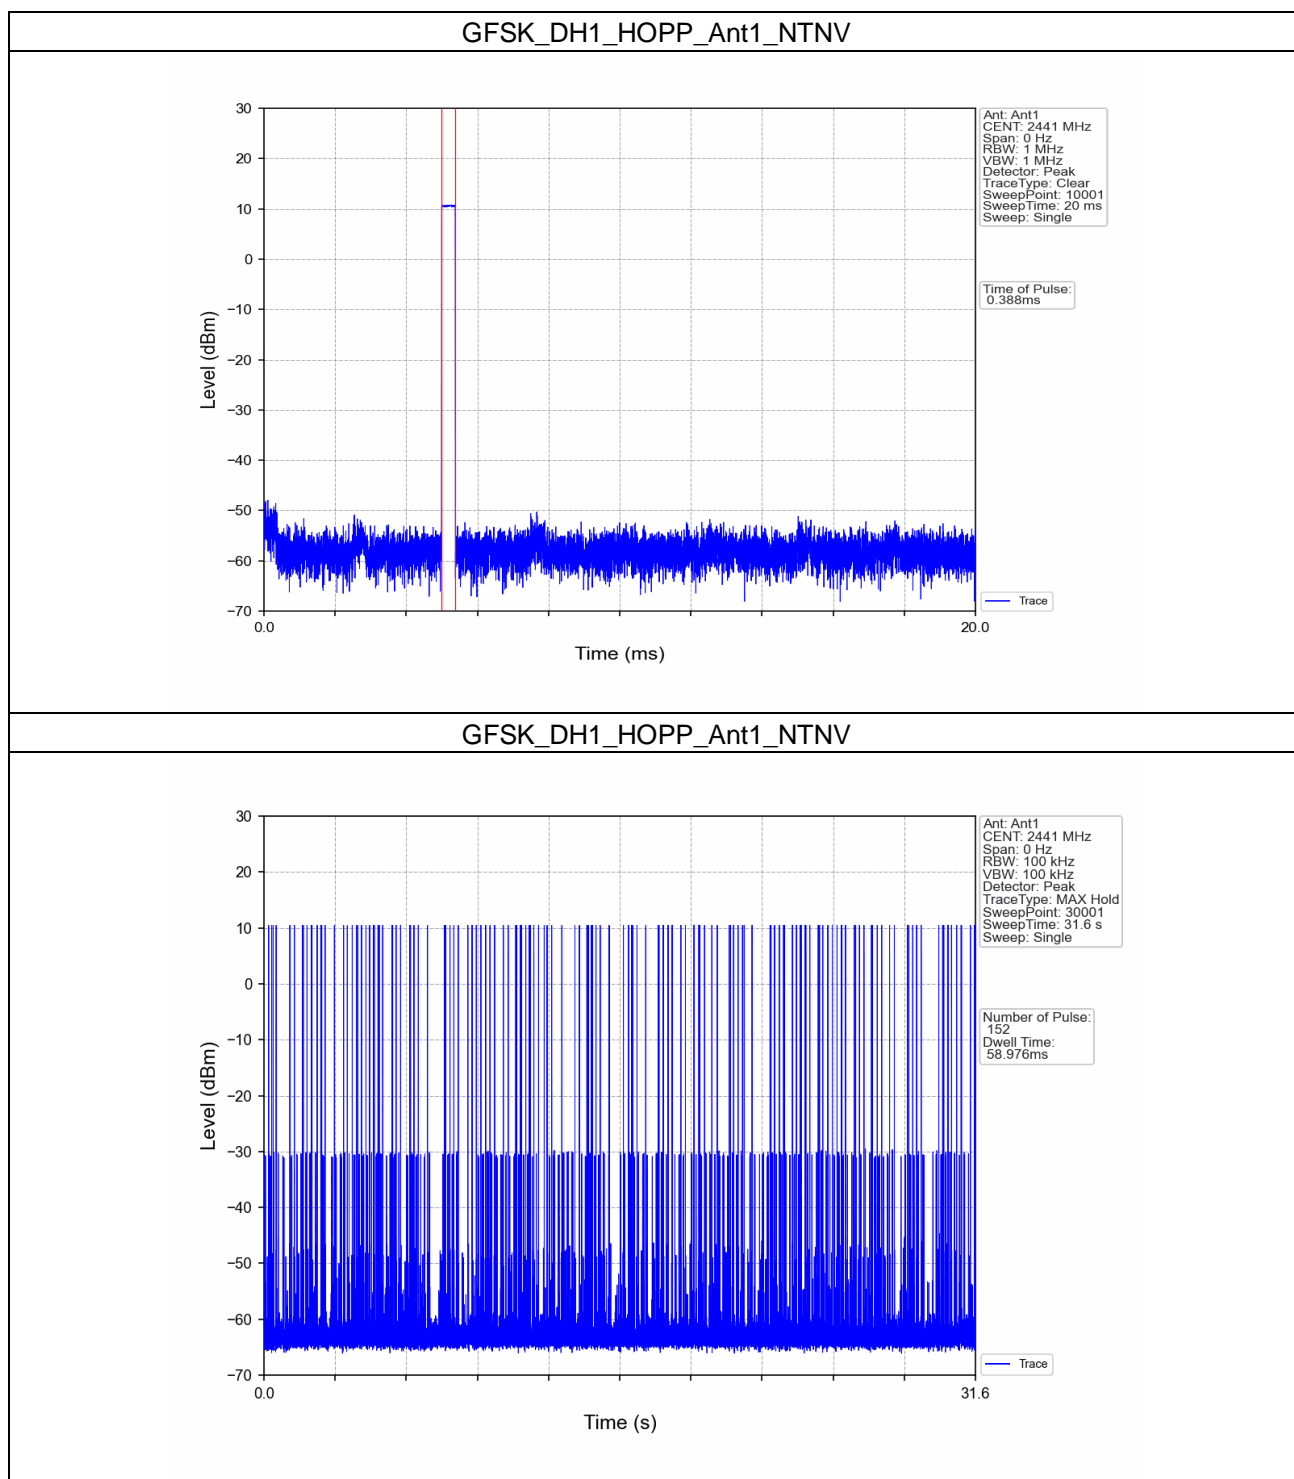 GFSK_DH1_HOPP_Ant1_NTNV
30
20
10
0
−10
−20
−30
−40
−50
−60
−70
Level (dBm)
0.0
20.0
Time (ms)
Ant: Ant1
CENT: 2441 MHz
Span: 0 Hz
RBW: 1 MHz
VBW: 1 MHz
Detector: Peak
TraceType: Clear
SweepPoint: 10001
SweepTime: 20 ms
Sweep: Single
Time of Pulse:
0.388ms
Trace
GFSK_DH1_HOPP_Ant1_NTNV
30
20
10
0
−10
−20
−30
−40
−50
−60
−70
Level (dBm)
0.0
31.6
Time (s)
Ant: Ant1
CENT: 2441 MHz
Span: 0 Hz
RBW: 100 kHz
VBW: 100 kHz
Detector: Peak
TraceType: MAX Hold
SweepPoint: 30001
SweepTime: 31.6 s
Sweep: Single
Number of Pulse:
152
Dwell Time:
58.976ms
Trace